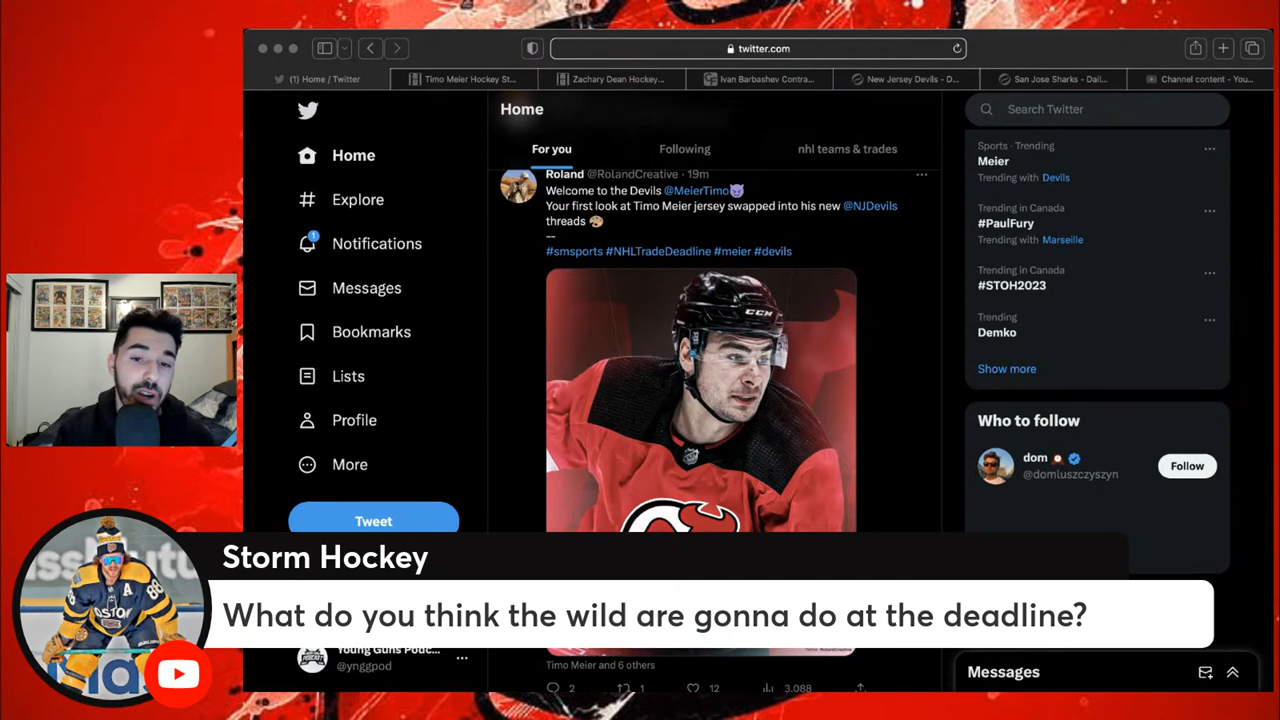 twitter.com
(1) Home / Twitter
Timo Meier Hockey St...
Zachary Dean Hockey...
Ivan Barbashev Contra...
New Jersey Devils - D...
San Jose Sharks - Dail...
Channel content - You...
Home
Explore
1
Notifications
Messages
Bookmarks
Lists
Profile
More
Tweet
Young Guns Podc...
@ynggpod
Home
For you
Following
nhl teams & trades
Roland @RolandCreative · 19m
Welcome to the Devils @MeierTimo😈
Your first look at Timo Meier jersey swapped into his new @NJDevils
threads 🎨
--
#smsports #NHLTradeDeadline #meier #devils
CCM
Timo Meier and 6 others
2
1
12
3,088
Search Twitter
Sports · Trending
Meier
Trending with Devils
Trending in Canada
#PaulFury
Trending with Marseille
Trending in Canada
#STOH2023
Trending
Demko
Show more
Who to follow
dom
@domluszczyszyn
Follow
Messages
Storm Hockey
What do you think the wild are gonna do at the deadline?
A
88